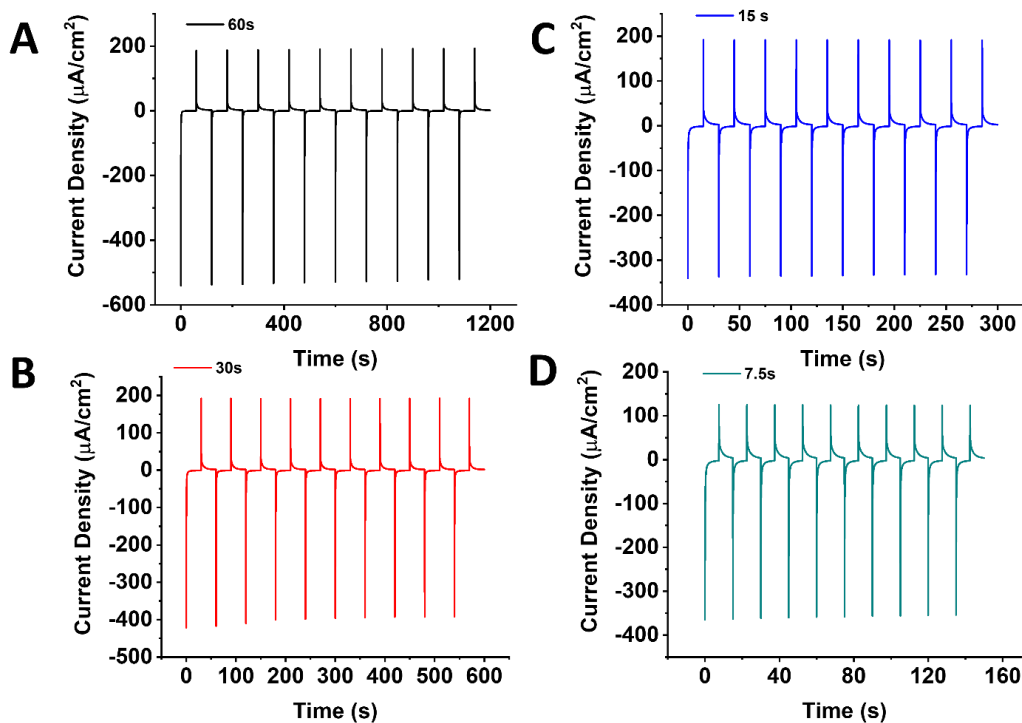 A
60s
Current Density (μA/cm²)
200
0
-200
-400
-600
0 400 800 1200
Time (s)
B
30s
Current Density (μA/cm²)
200
100
0
-100
-200
-300
-400
-500
0 100 200 300 400 500 600
Time (s)
C
15 s
Current Density (μA/cm²)
200
100
0
-100
-200
-300
-400
0 50 100 150 200 250 300
Time (s)
D
7.5s
Current Density (μA/cm²)
200
100
0
-100
-200
-300
-400
0 40 80 120 160
Time (s)